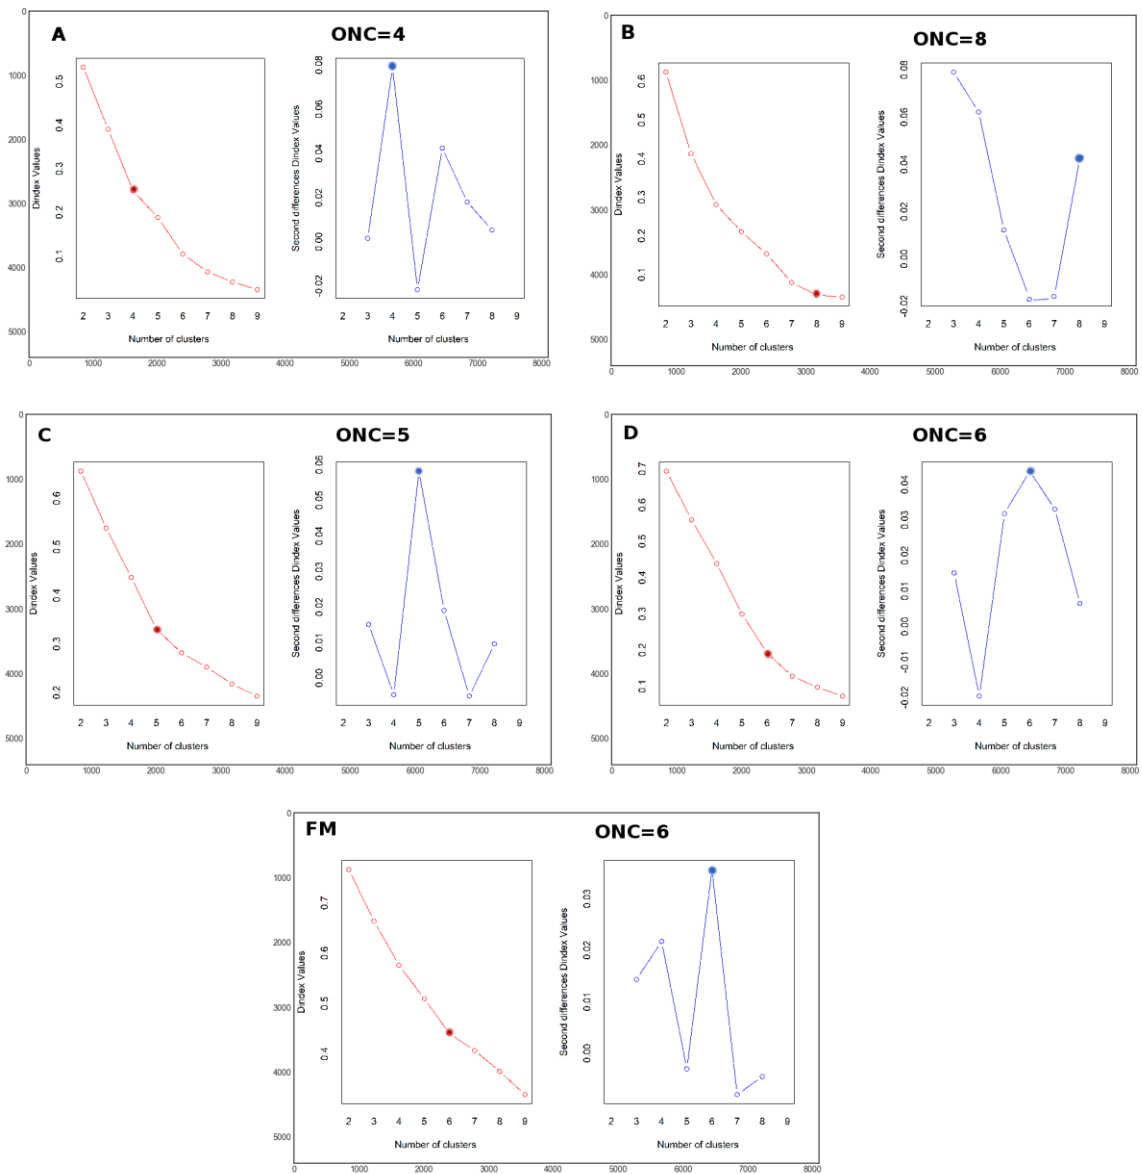 A
ONC=4
0
1000
2000
3000
4000
5000
Dindex Values
0.5
0.4
0.3
0.2
0.1
2 3 4 5 6 7 8 9
Number of clusters
Second differences Dindex Values
0.08
0.06
0.04
0.02
0.00
-0.02
2 3 4 5 6 7 8 9
Number of clusters
0 1000 2000 3000 4000 5000 6000 7000 8000
B
ONC=8
0
1000
2000
3000
4000
5000
Dindex Values
0.6
0.5
0.4
0.3
0.2
0.1
2 3 4 5 6 7 8 9
Number of clusters
Second differences Dindex Values
0.08
0.06
0.04
0.02
0.00
-0.02
2 3 4 5 6 7 8 9
Number of clusters
0 1000 2000 3000 4000 5000 6000 7000 8000
C
ONC=5
0
1000
2000
3000
4000
5000
Dindex Values
0.6
0.5
0.4
0.3
0.2
2 3 4 5 6 7 8 9
Number of clusters
Second differences Dindex Values
0.06
0.05
0.04
0.03
0.02
0.01
0.00
2 3 4 5 6 7 8 9
Number of clusters
0 1000 2000 3000 4000 5000 6000 7000 8000
D
ONC=6
0
1000
2000
3000
4000
5000
Dindex Values
0.7
0.6
0.5
0.4
0.3
0.2
0.1
2 3 4 5 6 7 8 9
Number of clusters
Second differences Dindex Values
0.04
0.03
0.02
0.01
0.00
-0.01
-0.02
2 3 4 5 6 7 8 9
Number of clusters
0 1000 2000 3000 4000 5000 6000 7000 8000
FM
ONC=6
0
1000
2000
3000
4000
5000
Dindex Values
0.7
0.6
0.5
0.4
2 3 4 5 6 7 8 9
Number of clusters
Second differences Dindex Values
0.03
0.02
0.01
0.00
2 3 4 5 6 7 8 9
Number of clusters
0 1000 2000 3000 4000 5000 6000 7000 8000